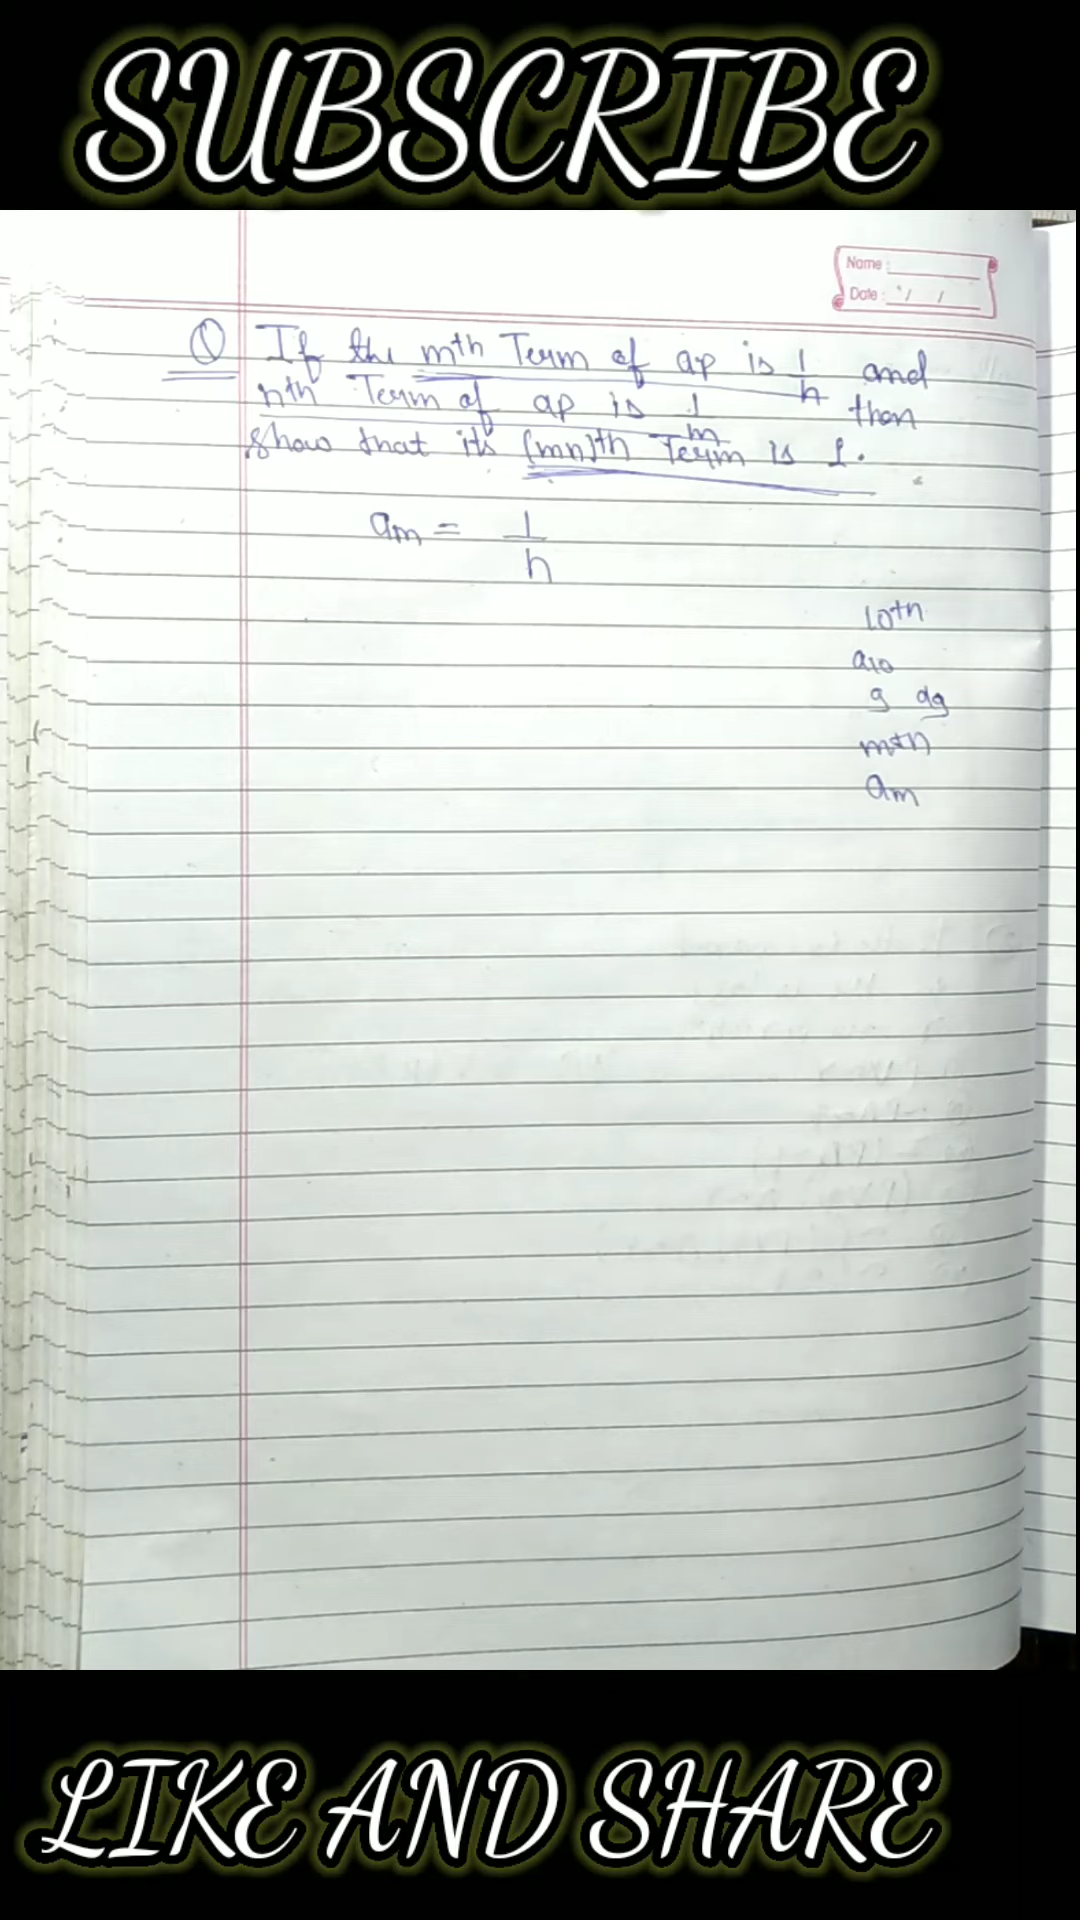 SUBSCRIBE
Name :
Date : / /
Q If the mth Term of ap is 1/n and
nth Term of ap is 1/m then
show that its (mn)th Term is 1.
am = 1/n
10th
a10
9 a9
mth
am
LIKE AND SHARE